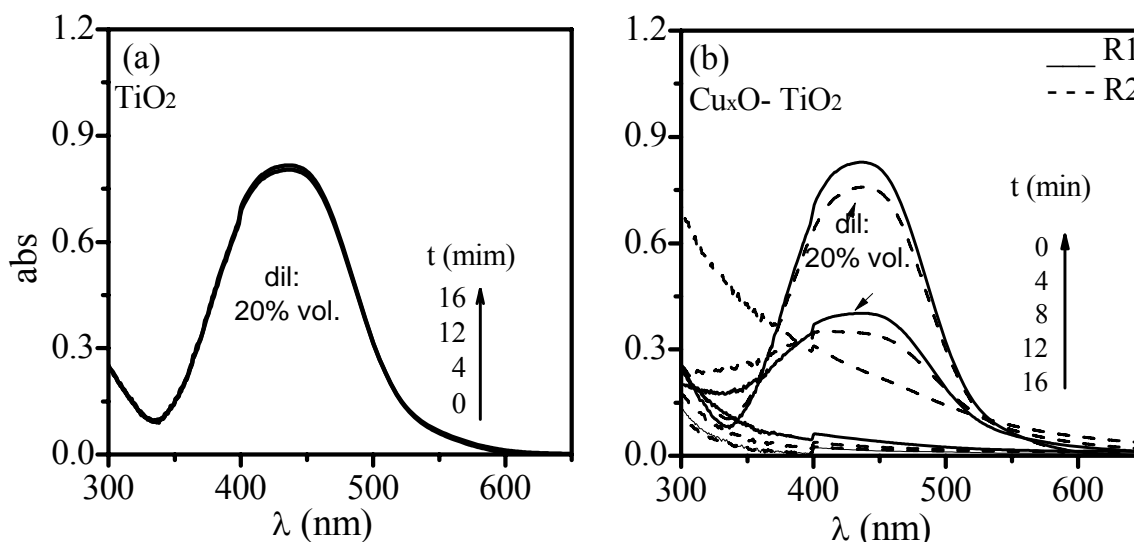 1.2
0.9
0.6
0.3
0.0
abs
(a)
TiO2
dil:
20% vol.
t (mim)
16
12
4
0
300 400 500 600
λ (nm)
1.2
0.9
0.6
0.3
0.0
(b)
CuxO- TiO2
R1
R2
dil:
20% vol.
t (min)
0
4
8
12
16
300 400 500 600
λ (nm)